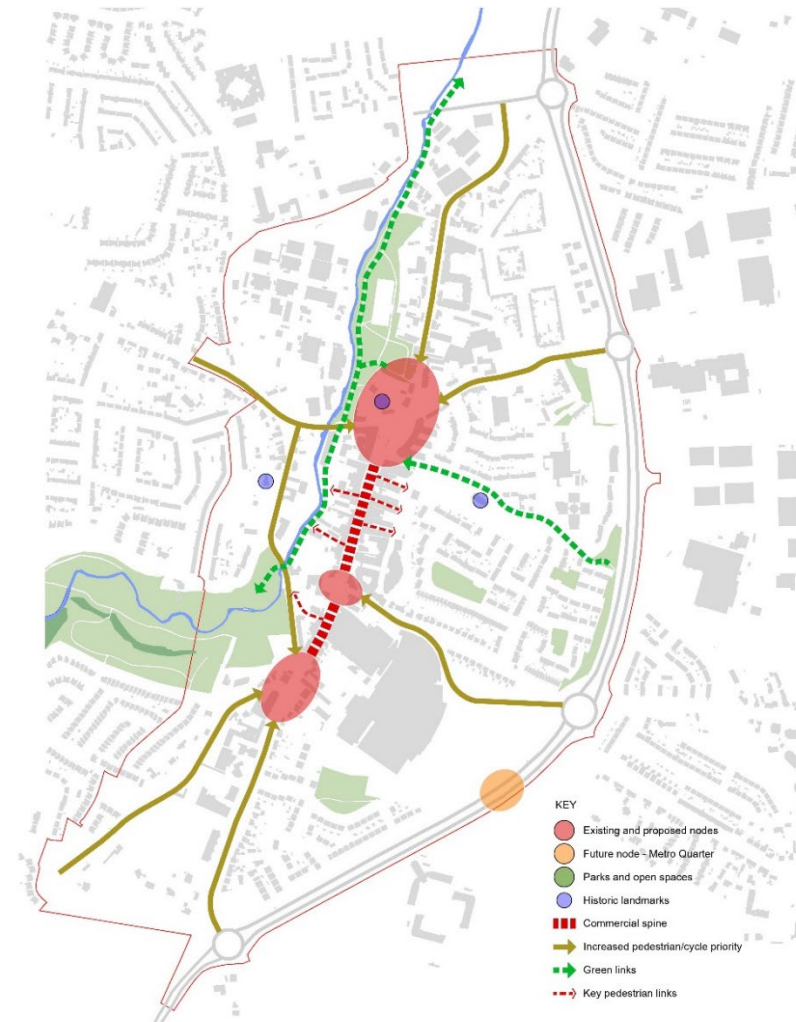 KEY
Existing and proposed nodes
Future node - Metro Quarter
Parks and open spaces
Historic landmarks
Commercial spine
Increased pedestrian/cycle priority
Green links
Key pedestrian links